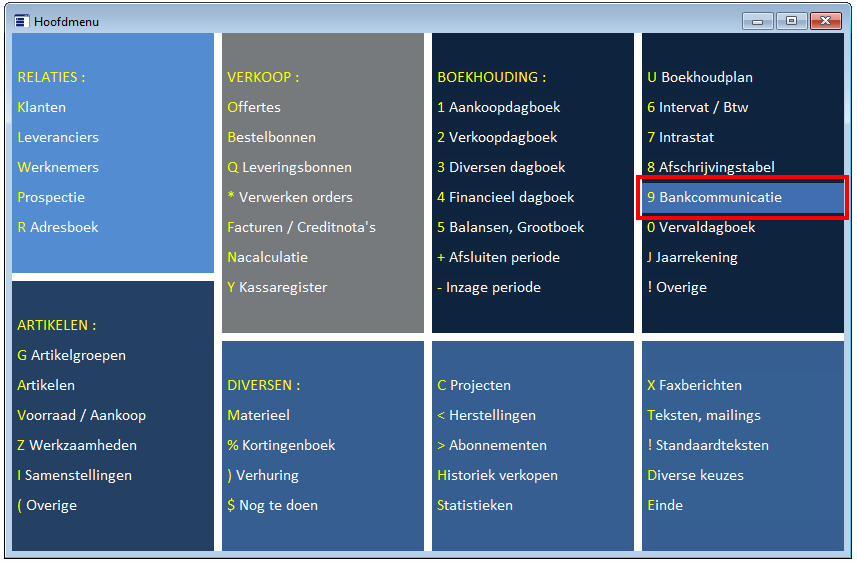 Hoofdmenu
RELATIES :
Klanten
Leveranciers
Werknemers
Prospectie
R Adresboek
VERKOOP :
Offertes
Bestelbonnen
Q Leveringsbonnen
* Verwerken orders
Facturen / Creditnota's
Nacalculatie
Y Kassaregister
BOEKHOUDING :
1 Aankoopdagboek
2 Verkoopdagboek
3 Diversen dagboek
4 Financieel dagboek
5 Balansen, Grootboek
+ Afsluiten periode
- Inzage periode
U Boekhoudplan
6 Intervat / Btw
7 Intrastat
8 Afschrijvingstabel
9 Bankcommunicatie
0 Vervaldagboek
J Jaarrekening
! Overige
ARTIKELEN :
G Artikelgroepen
Artikelen
Voorraad / Aankoop
Z Werkzaamheden
I Samenstellingen
( Overige
DIVERSEN :
Materieel
% Kortingenboek
) Verhuring
$ Nog te doen
C Projecten
< Herstellingen
> Abonnementen
Historiek verkopen
Statistieken
X Faxberichten
Teksten, mailings
! Standaardteksten
Diverse keuzes
Einde